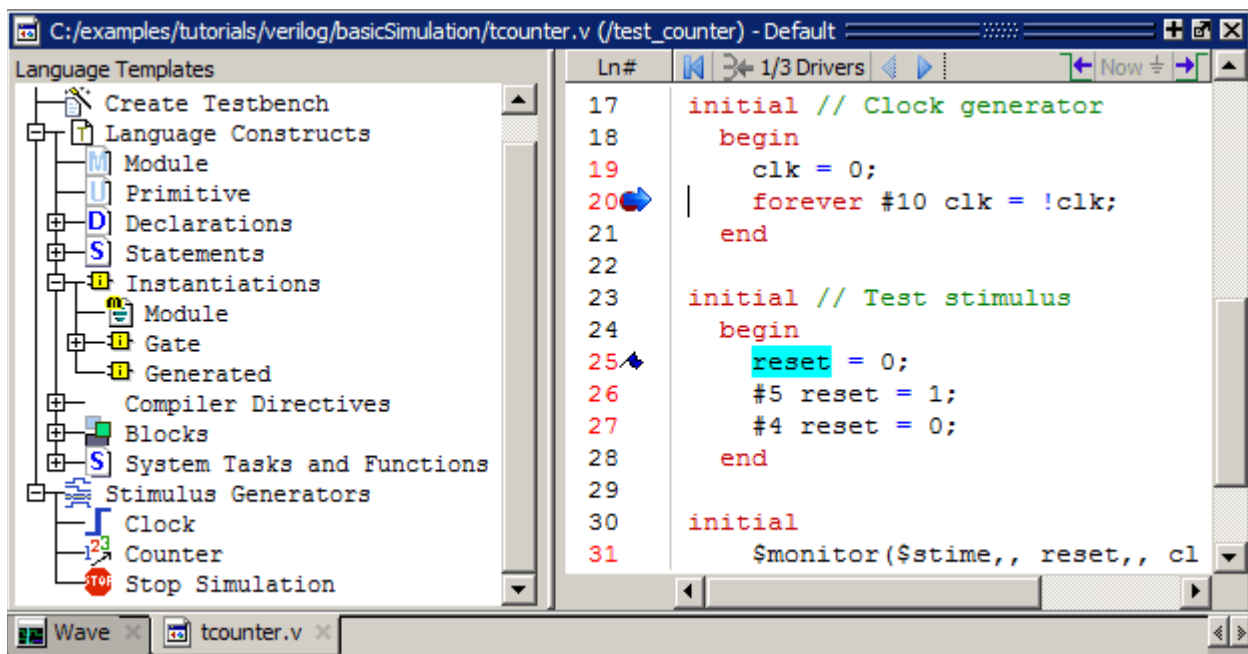 C:/examples/tutorials/verilog/basicSimulation/tcounter.v (/test_counter) - Default
Language Templates
Create Testbench
Language Constructs
Module
Primitive
Declarations
Statements
Instantiations
Module
Gate
Generated
Compiler Directives
Blocks
System Tasks and Functions
Stimulus Generators
Clock
Counter
Stop Simulation
Ln# 1/3 Drivers Now
17 initial // Clock generator
18 begin
19 clk = 0;
20 forever #10 clk = !clk;
21 end
22
23 initial // Test stimulus
24 begin
25 reset = 0;
26 #5 reset = 1;
27 #4 reset = 0;
28 end
29
30 initial
31 $monitor($stime,, reset,, cl
Wave tcounter.v